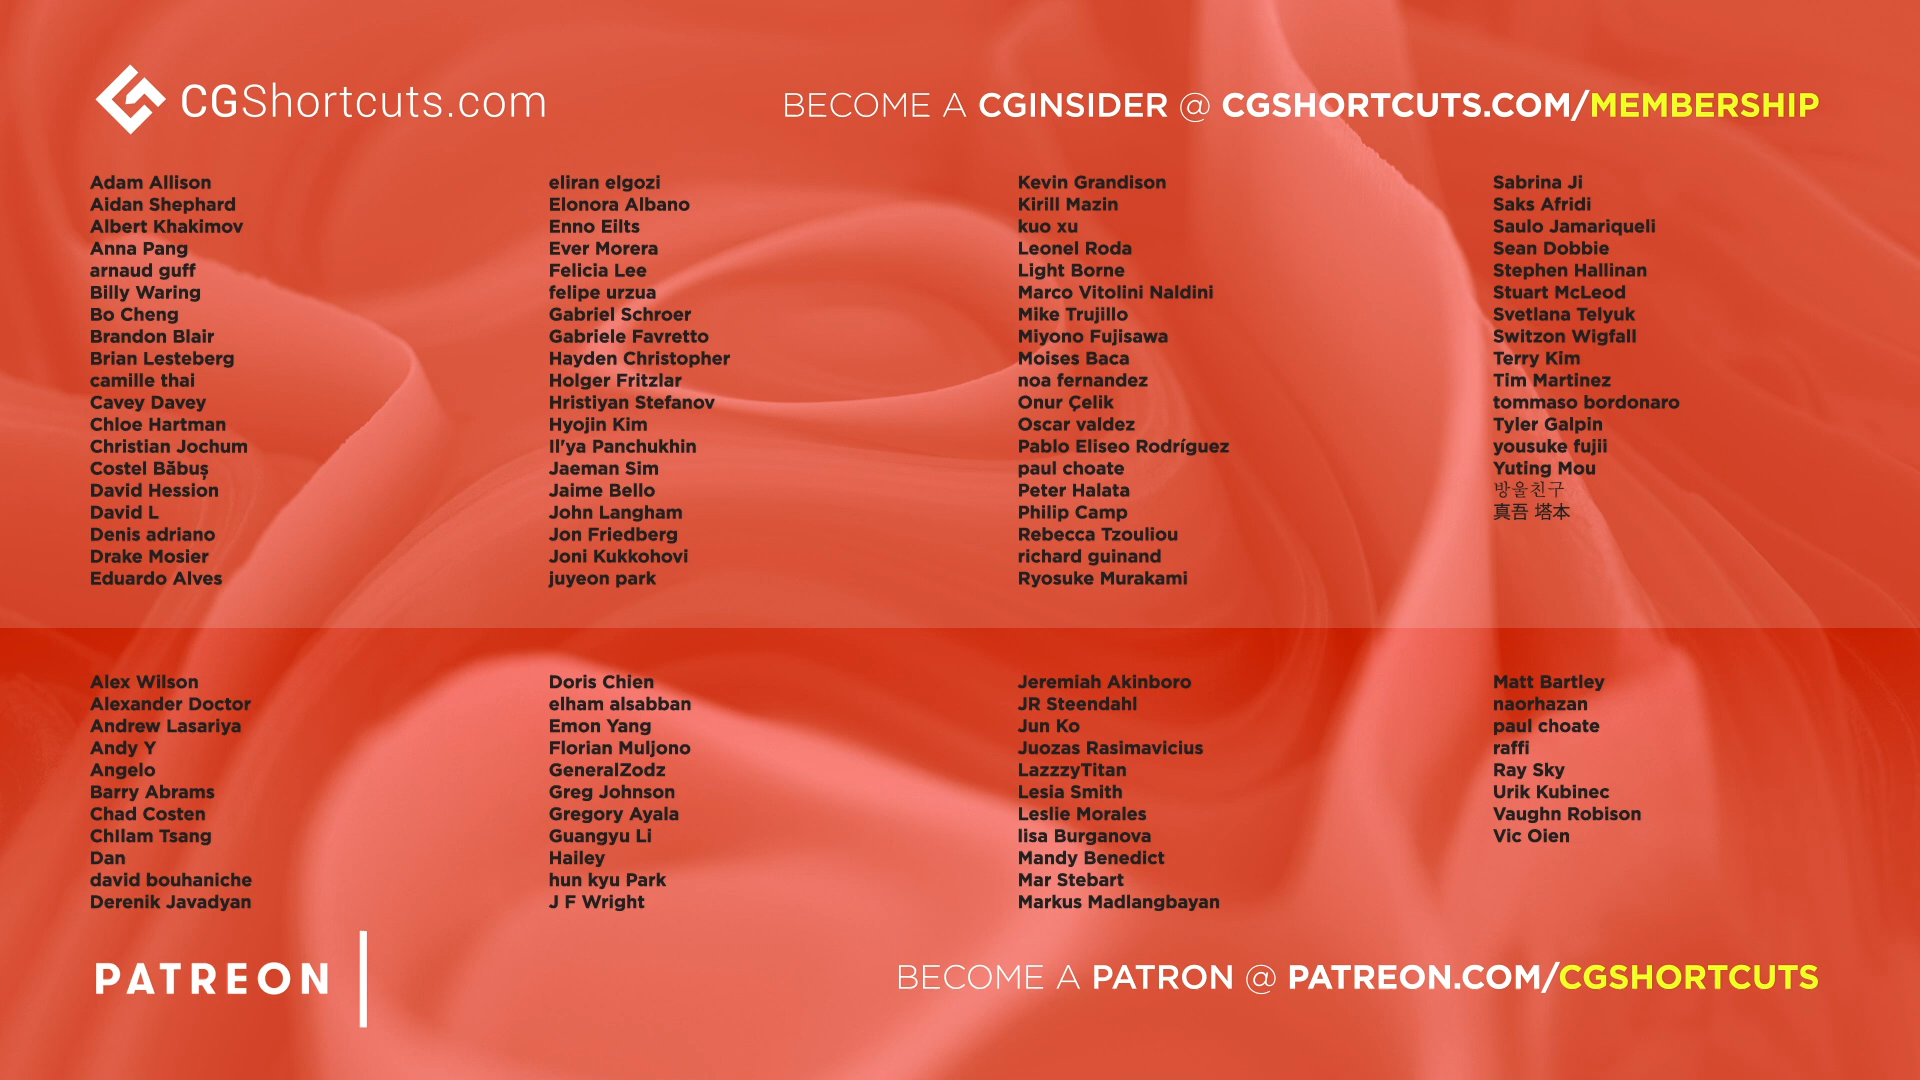 CGShortcuts.com
BECOME A CGINSIDER @ CGSHORTCUTS.COM/MEMBERSHIP
Adam Allison
Aidan Shephard
Albert Khakimov
Anna Pang
arnaud guff
Billy Waring
Bo Cheng
Brandon Blair
Brian Lesteberg
camille thai
Cavey Davey
Chloe Hartman
Christian Jochum
Costel Băbuș
David Hession
David L
Denis adriano
Drake Mosier
Eduardo Alves
eliran elgozi
Elonora Albano
Enno Eilts
Ever Morera
Felicia Lee
felipe urzua
Gabriel Schroer
Gabriele Favretto
Hayden Christopher
Holger Fritzlar
Hristiyan Stefanov
Hyojin Kim
Il'ya Panchukhin
Jaeman Sim
Jaime Bello
John Langham
Jon Friedberg
Joni Kukkohovi
juyeon park
Kevin Grandison
Kirill Mazin
kuo xu
Leonel Roda
Light Borne
Marco Vitolini Naldini
Mike Trujillo
Miyono Fujisawa
Moises Baca
noa fernandez
Onur Çelik
Oscar valdez
Pablo Eliseo Rodríguez
paul choate
Peter Halata
Philip Camp
Rebecca Tzouliou
richard guinand
Ryosuke Murakami
Sabrina Ji
Saks Afridi
Saulo Jamariqueli
Sean Dobbie
Stephen Hallinan
Stuart McLeod
Svetlana Telyuk
Switzon Wigfall
Terry Kim
Tim Martinez
tommaso bordonaro
Tyler Galpin
yousuke fujii
Yuting Mou
방울친구
真吾 塔本
Alex Wilson
Alexander Doctor
Andrew Lasariya
Andy Y
Angelo
Barry Abrams
Chad Costen
ChIlam Tsang
Dan
david bouhaniche
Derenik Javadyan
Doris Chien
elham alsabban
Emon Yang
Florian Muljono
GeneralZodz
Greg Johnson
Gregory Ayala
Guangyu Li
Hailey
hun kyu Park
J F Wright
Jeremiah Akinboro
JR Steendahl
Jun Ko
Juozas Rasimavicius
LazzzyTitan
Lesia Smith
Leslie Morales
lisa Burganova
Mandy Benedict
Mar Stebart
Markus Madlangbayan
Matt Bartley
naorhazan
paul choate
raffi
Ray Sky
Urik Kubinec
Vaughn Robison
Vic Oien
PATREON
BECOME A PATRON @ PATREON.COM/CGSHORTCUTS